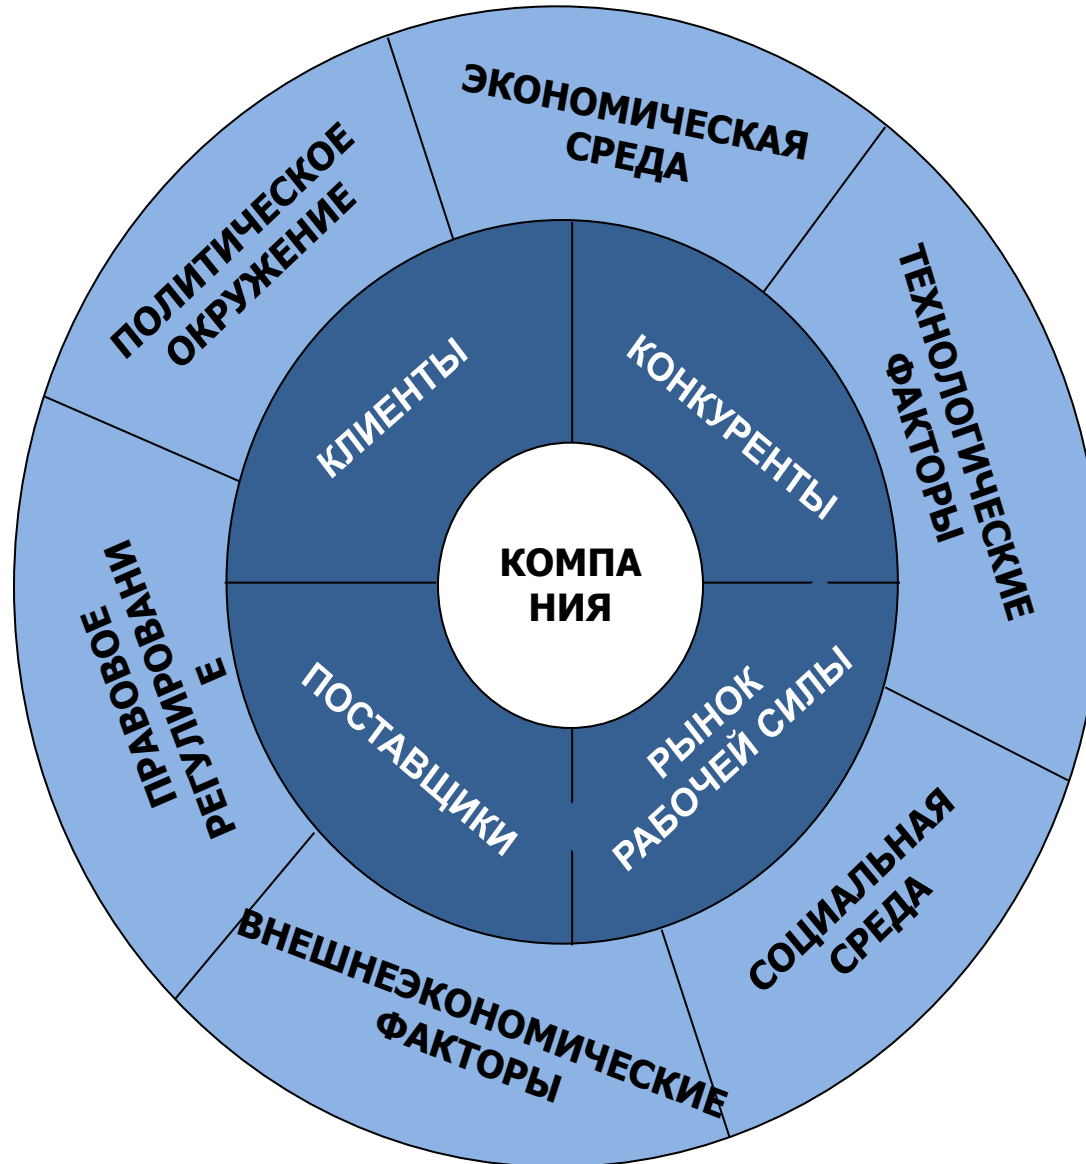 ЭКОНОМИЧЕСКАЯ
СРЕДА
ПОЛИТИЧЕСКОЕ
ОКРУЖЕНИЕ
ТЕХНОЛОГИЧЕСКИЕ
ФАКТОРЫ
КЛИЕНТЫ
КОНКУРЕНТЫ
КОМПА
НИЯ
ПРАВОВОЕ
РЕГУЛИРОВАНИ
Е
ПОСТАВЩИКИ
РЫНОК
РАБОЧЕЙ СИЛЫ
СОЦИАЛЬНАЯ
СРЕДА
ВНЕШНЕЭКОНОМИЧЕСКИЕ
ФАКТОРЫ